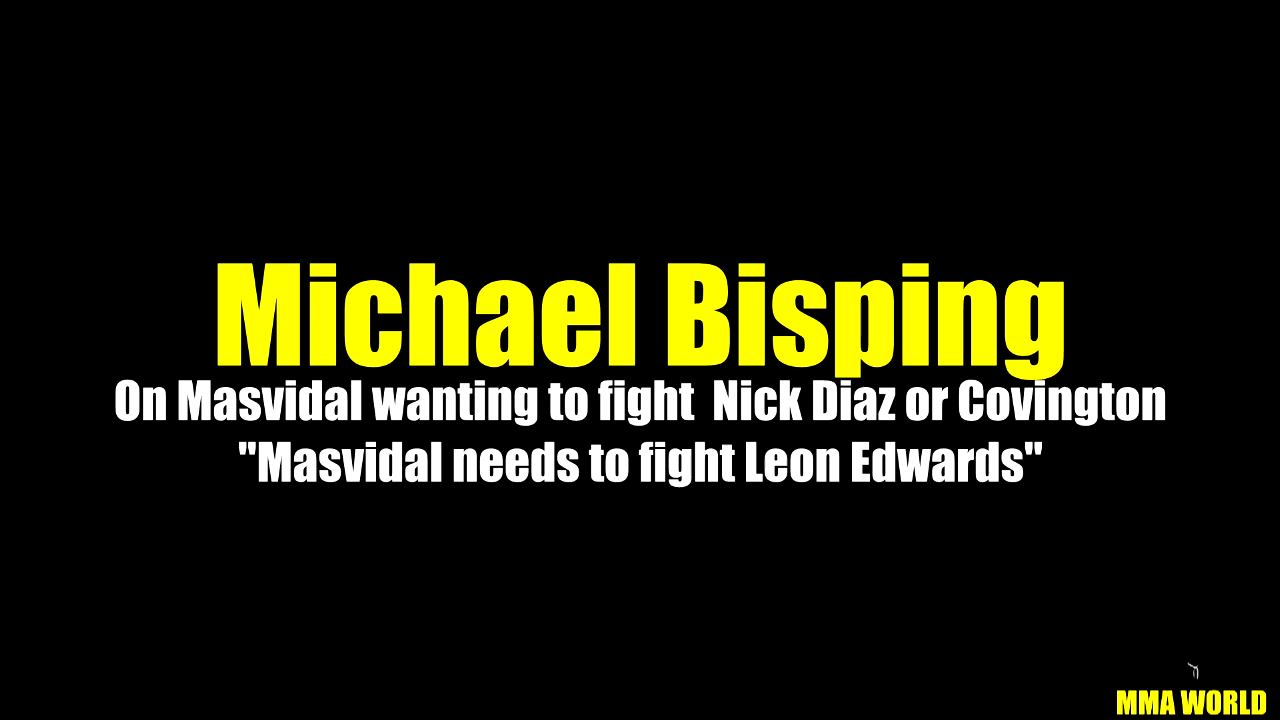 Michael Bisping
On Masvidal wanting to fight  Nick Diaz or Covington
"Masvidal needs to fight Leon Edwards"
MMA WORLD